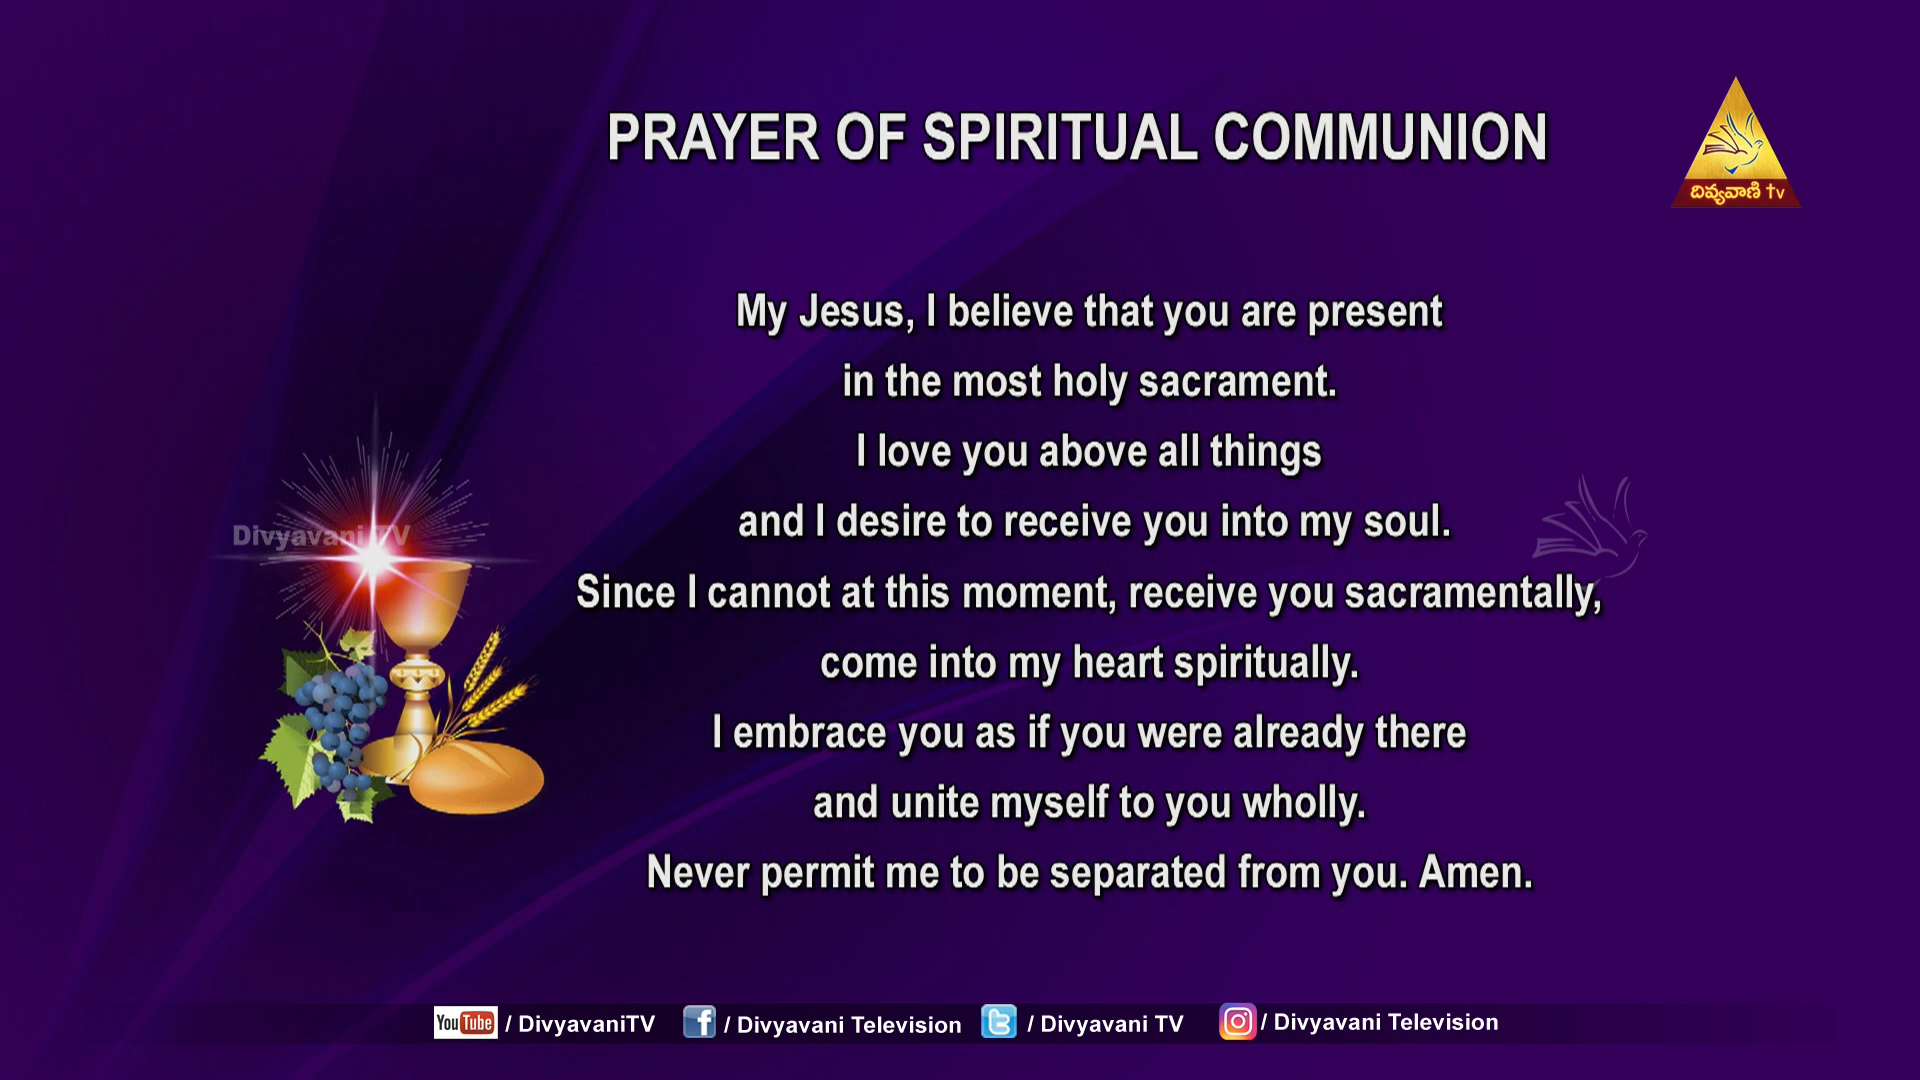 PRAYER OF SPIRITUAL COMMUNION
దివ్యవాణి tv
My Jesus, I believe that you are present
in the most holy sacrament.
I love you above all things
and I desire to receive you into my soul.
Divyavani TV
Since I cannot at this moment, receive you sacramentally,
come into my heart spiritually.
I embrace you as if you were already there
and unite myself to you wholly.
Never permit me to be separated from you. Amen.
YouTube / DivyavaniTV f / Divyavani Television / Divyavani TV / Divyavani Television